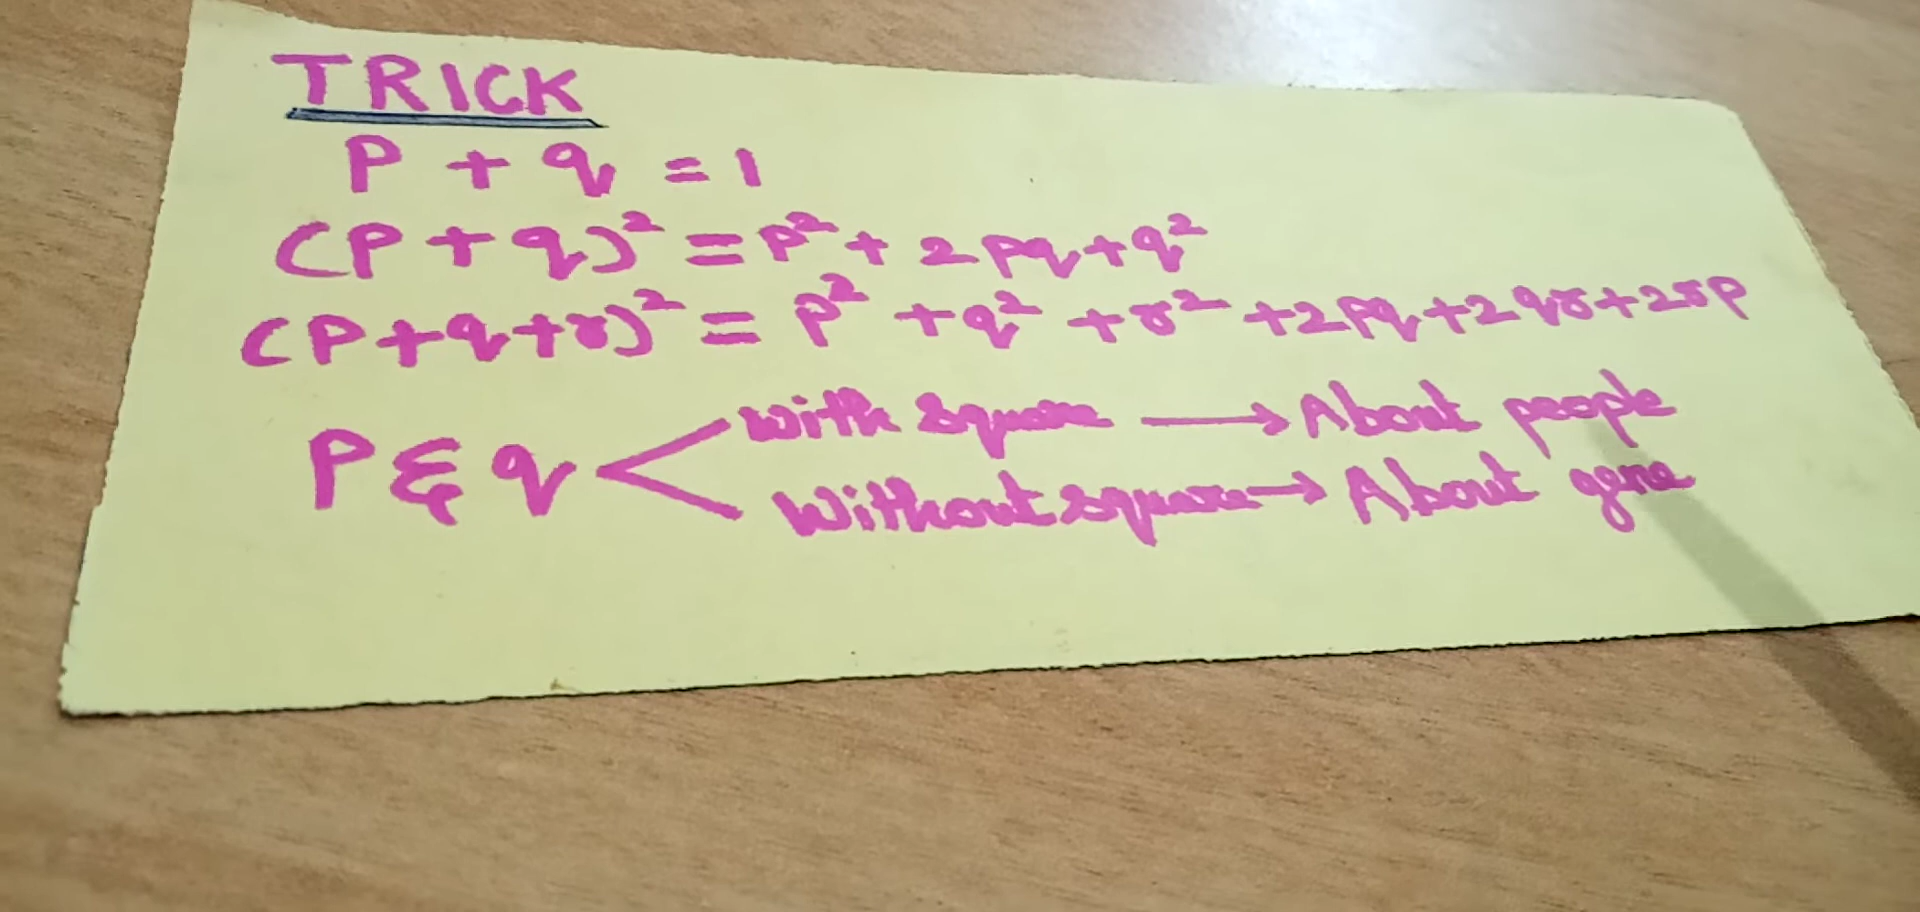 TRICK
P + q = 1
(P + q)² = P² + 2pq + q²
(P+q+r)² = p² + q² + r² + 2pq + 2qr + 2rp
P & q < With square → About people
Without square → About gene